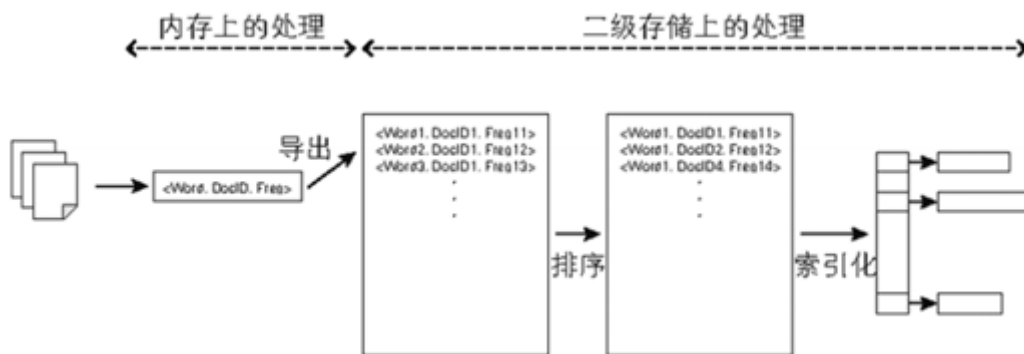 内存上的处理
二级存储上的处理
导出
<Word. DocID. Freq>
<Word1. DocID1. Freq11>
<Word2. DocID1. Freq12>
<Word3. DocID1. Freq13>
.
.
.
排序
<Word1. DocID1. Freq11>
<Word1. DocID2. Freq12>
<Word1. DocID4. Freq14>
.
.
.
索引化